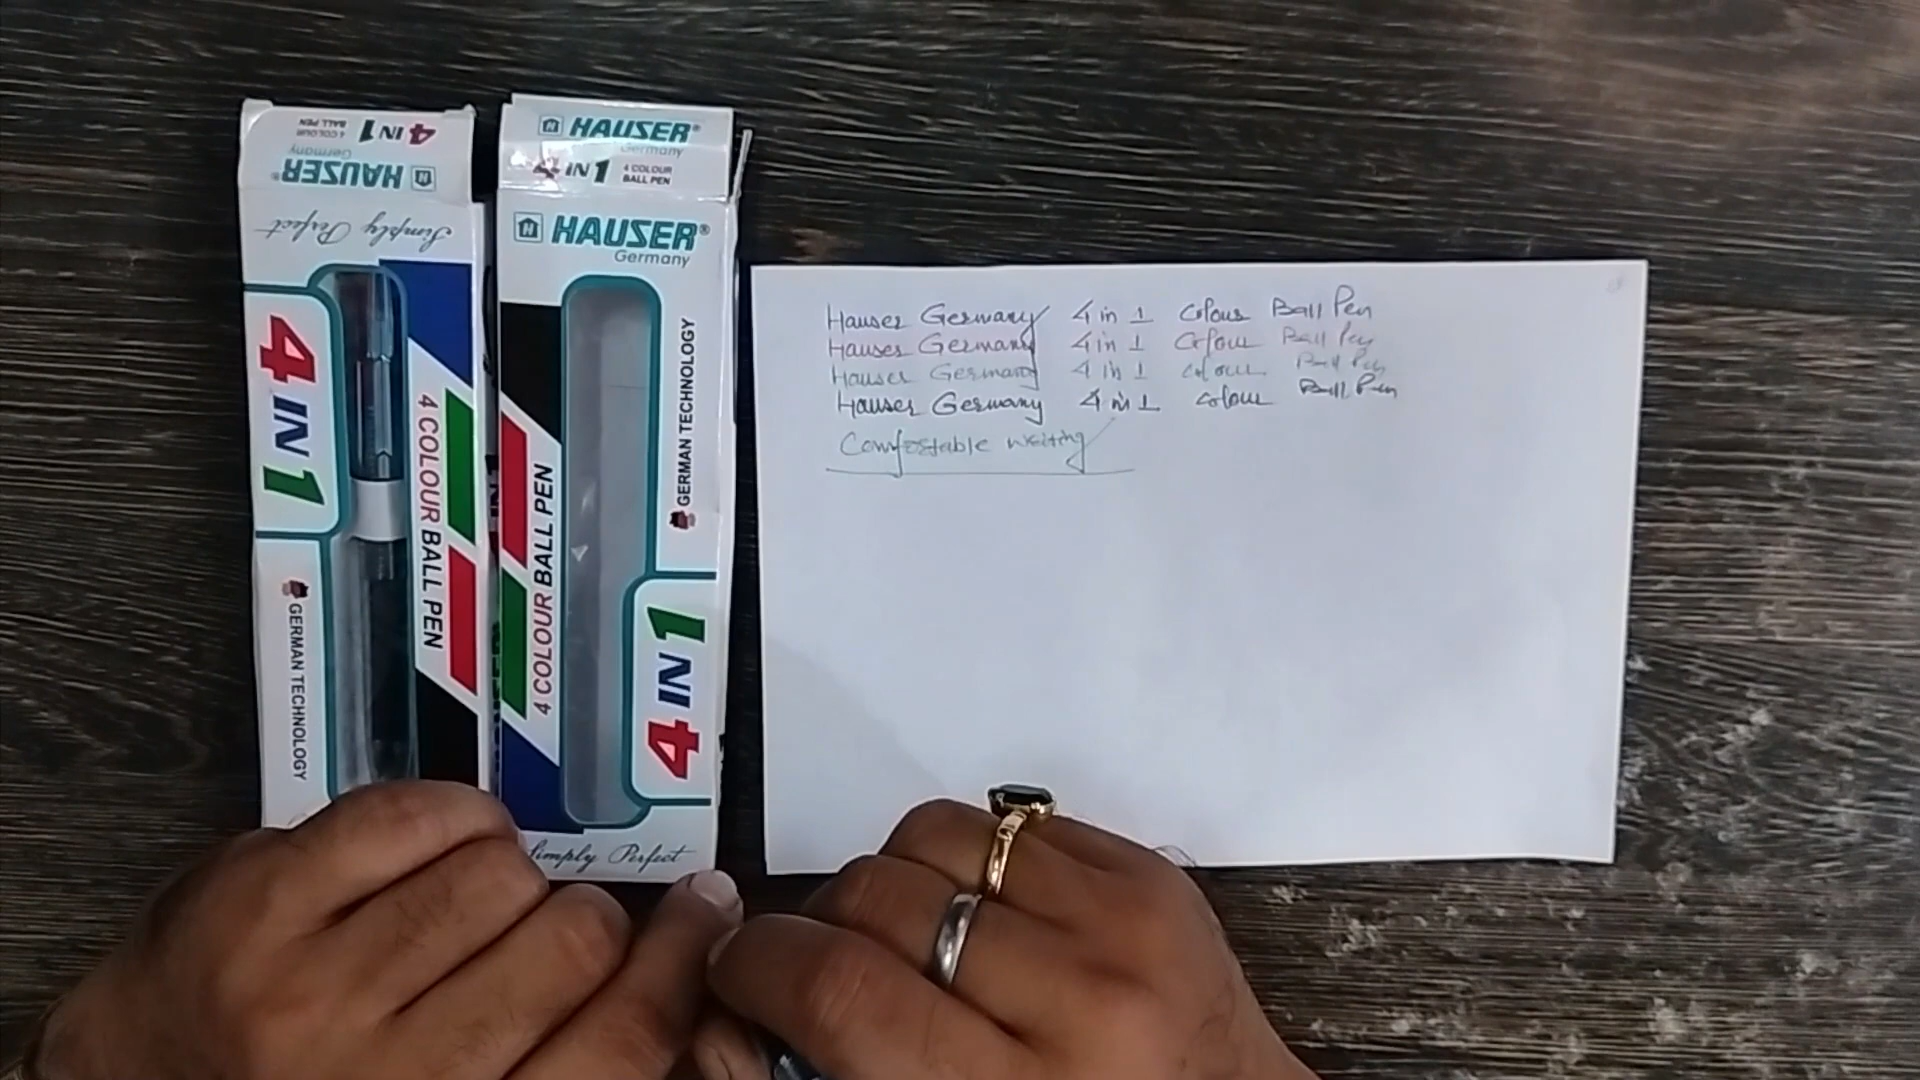 4 IN 1
4 COLOUR
BALL PEN
HAUSER®
Germany
Simply Perfect
4 IN 1
4 COLOUR BALL PEN
GERMAN TECHNOLOGY
HAUSER®
Germany
4 IN 1
4 COLOUR
BALL PEN
HAUSER®
Germany
GERMAN TECHNOLOGY
4 COLOUR BALL PEN
4 IN 1
Simply Perfect
Hauser Germany 4 in 1 Colour Ball Pen
Hauser Germany 4 in 1 Colour Ball Pen
Hauser Germany 4 in 1 colour Ball Pen
Hauser Germany 4 in 1 colour Ball Pen
Comfortable writing